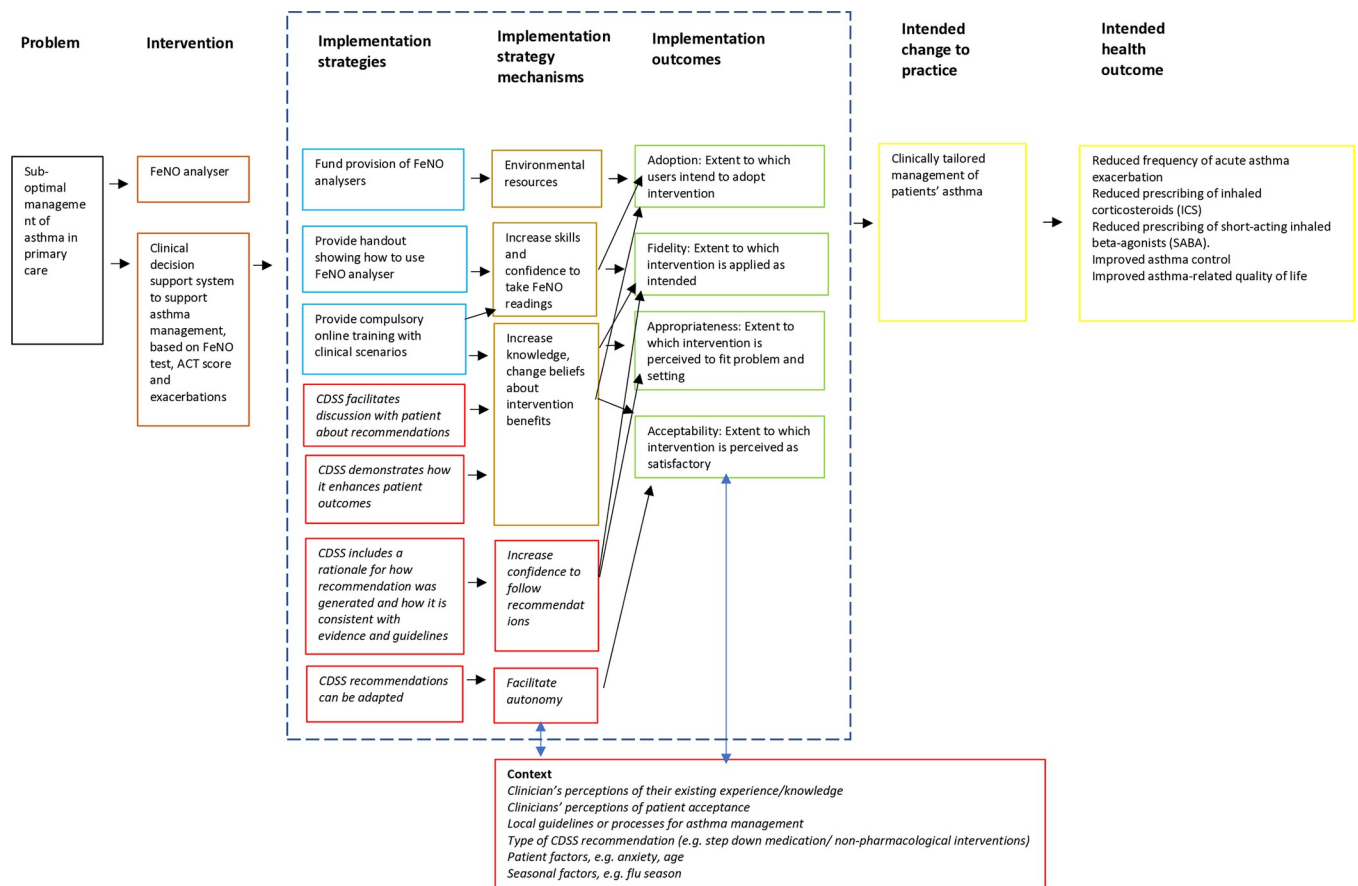 Problem
Intervention
Implementation
strategies
Implementation
strategy
mechanisms
Implementation
outcomes
Intended
change to
practice
Intended
health
outcome
Sub-
optimal
manageme
nt of
asthma in
primary
care
FeNO analyser
Clinical
decision
support system
to support
asthma
management,
based on FeNO
test, ACT score
and
exacerbations
Fund provision of FeNO
analysers
Provide handout
showing how to use
FeNO analyser
Provide compulsory
online training with
clinical scenarios
CDSS facilitates
discussion with patient
about recommendations
CDSS demonstrates how
it enhances patient
outcomes
CDSS includes a
rationale for how
recommendation was
generated and how it is
consistent with
evidence and guidelines
CDSS recommendations
can be adapted
Environmental
resources
Increase skills
and
confidence to
take FeNO
readings
Increase
knowledge,
change beliefs
about
intervention
benefits
Increase
confidence to
follow
recommendat
ions
Facilitate
autonomy
Adoption: Extent to which
users intend to adopt
intervention
Fidelity: Extent to which
intervention is applied as
intended
Appropriateness: Extent to
which intervention is
perceived to fit problem and
setting
Acceptability: Extent to which
intervention is perceived as
satisfactory
Clinically tailored
management of
patients' asthma
Reduced frequency of acute asthma
exacerbation
Reduced prescribing of inhaled
corticosteroids (ICS)
Reduced prescribing of short-acting inhaled
beta-agonists (SABA).
Improved asthma control
Improved asthma-related quality of life
Context
Clinician's perceptions of their existing experience/knowledge
Clinicians' perceptions of patient acceptance
Local guidelines or processes for asthma management
Type of CDSS recommendation (e.g. step down medication/ non-pharmacological interventions)
Patient factors, e.g. anxiety, age
Seasonal factors, e.g. flu season